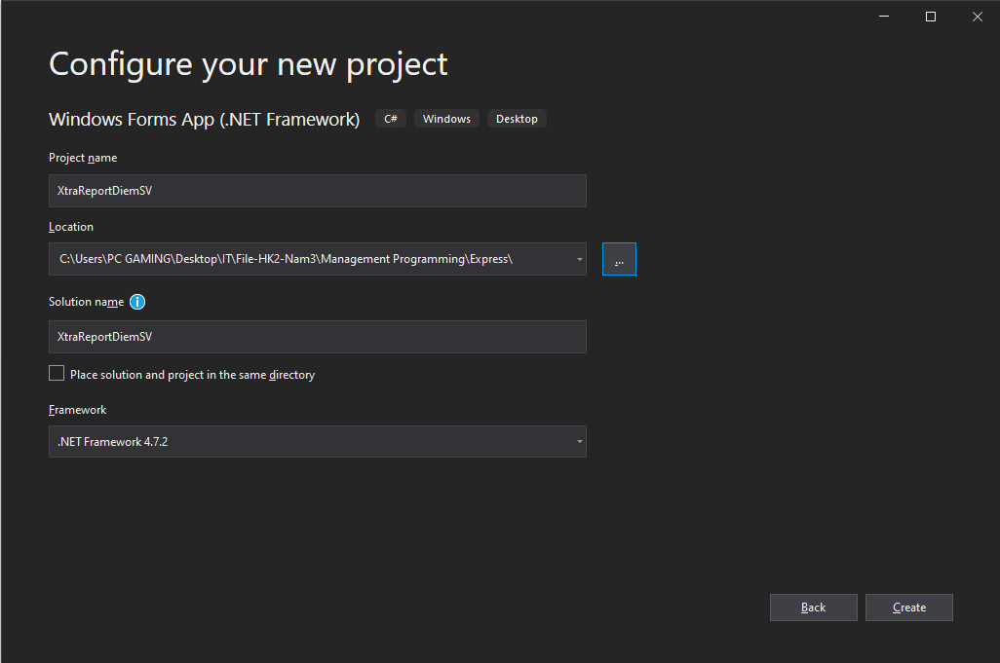 Configure your new project
Windows Forms App (.NET Framework) C# Windows Desktop
Project name
XtraReportDiemSV
Location
C:\Users\PC GAMING\Desktop\IT\File-HK2-Nam3\Management Programming\Express\
...
Solution name i
XtraReportDiemSV
Place solution and project in the same directory
Framework
.NET Framework 4.7.2
Back Create